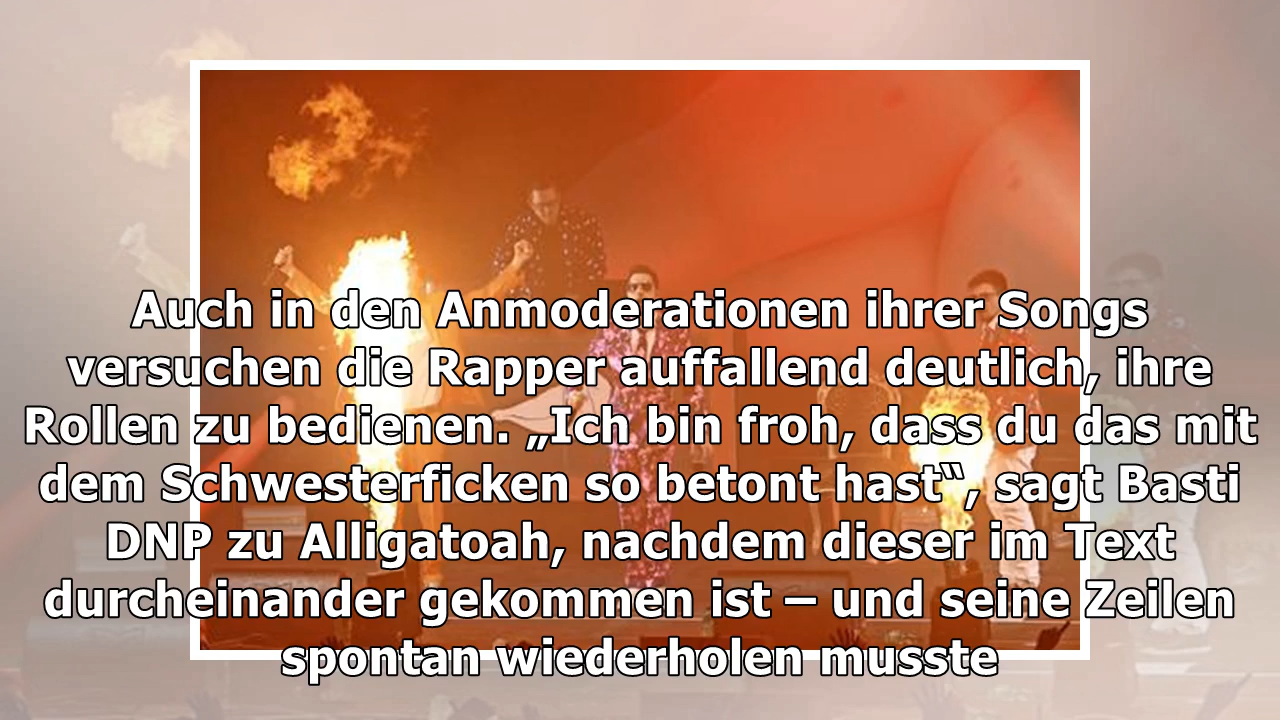 Auch in den Anmoderationen ihrer Songs
versuchen die Rapper auffallend deutlich, ihre
Rollen zu bedienen. „Ich bin froh, dass du das mit
dem Schwesterficken so betont hast“, sagt Basti
DNP zu Alligatoah, nachdem dieser im Text
durcheinander gekommen ist – und seine Zeilen
spontan wiederholen musste